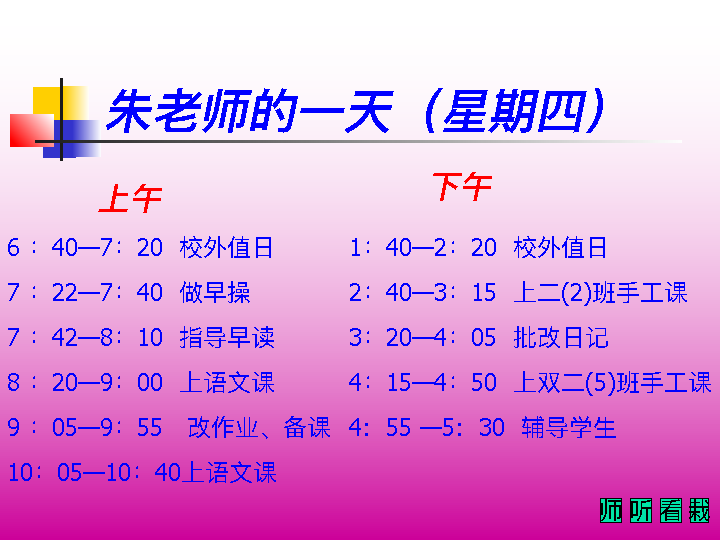 朱老师的一天（星期四）
上午
6：40—7：20 校外值日
7：22—7：40 做早操
7：42—8：10 指导早读
8：20—9：00 上语文课
9：05—9：55 改作业、备课
10：05—10：40上语文课
下午
1：40—2：20 校外值日
2：40—3：15 上二(2)班手工课
3：20—4：05 批改日记
4：15—4：50 上双二(5)班手工课
4：55 —5：30 辅导学生
师听看栽